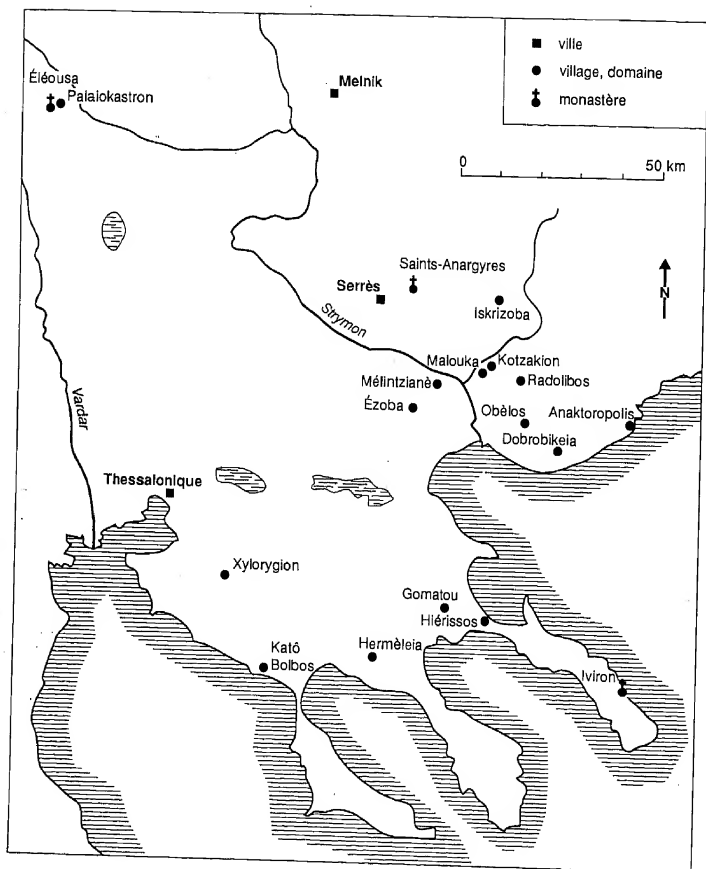 ville
village, domaine
monastère
0 50 km
N
Éléousa
Palaiokastron
Melnik
Saints-Anargyres
Serrès
Iskrizoba
Strymon
Malouka
Kotzakion
Radolibos
Mélintzianè
Ézoba
Obèlos
Anaktoropolis
Dobrobikeia
Vardar
Thessalonique
Xylorygion
Gomatou
Hiérissos
Katô
Bolbos
Hermèleia
Iviron